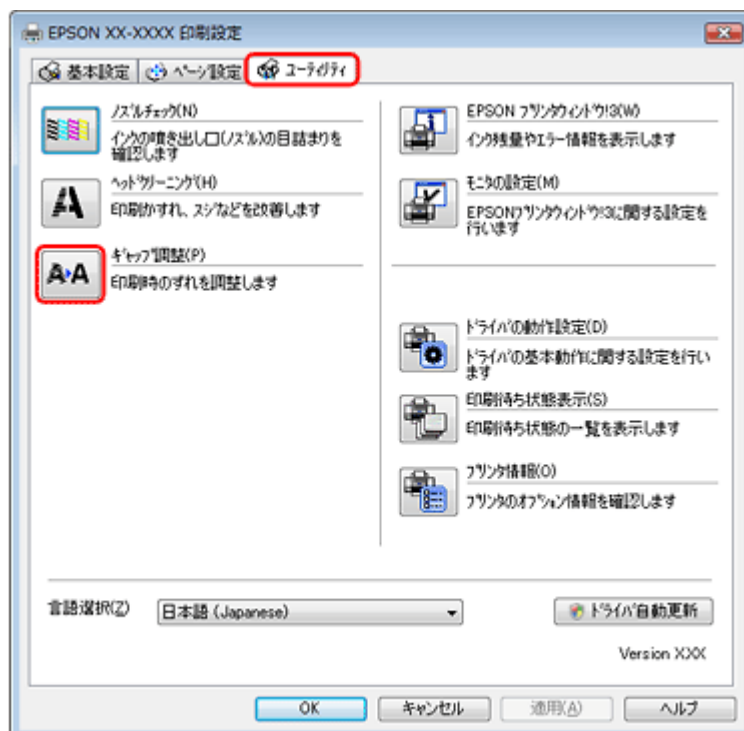 EPSON XX-XXXX 印刷設定
基本設定
ページ設定
ユーティリティ
ノズルチェック(N)
インクの噴き出し口(ノズル)の目詰まりを
確認します
ヘッドクリーニング(H)
印刷かすれ、スジなどを改善します
ギャップ調整(P)
印刷時のずれを調整します
EPSON プリンタウィンドウ!3(W)
インク残量やエラー情報を表示します
モニタの設定(M)
EPSONプリンタウィンドウ!3に関する設定を
行います
ドライバの動作設定(D)
ドライバの基本動作に関する設定を行い
ます
印刷待ち状態表示(S)
印刷待ち状態の一覧を表示します
プリンタ情報(O)
プリンタのオプション情報を確認します
言語選択(Z)
日本語 (Japanese)
ドライバ自動更新
Version XXX
OK
キャンセル
適用(A)
ヘルプ